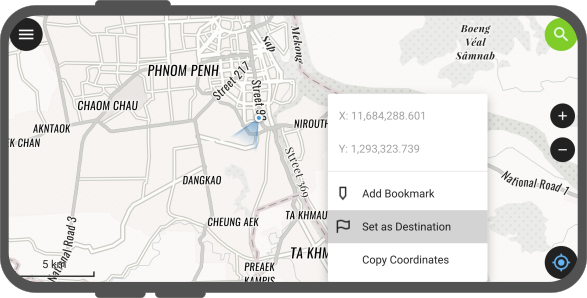 Boeng
Véal
Sâmnab
Sab
Mekong
PHNOM PENH
Street 217
CHAOM CHAU
Street 93
AKNTAOK
K CHAN
NIROUTH
X: 11,684,288.601
Y: 1,293,323.739
Street 369
DANGKAO
National Road 1
Add Bookmark
CHEUNG AEK
TA KHMAU
Set as Destination
National Road 3
TA KHM
Copy Coordinates
5 km
PREAEK
KAMPIS